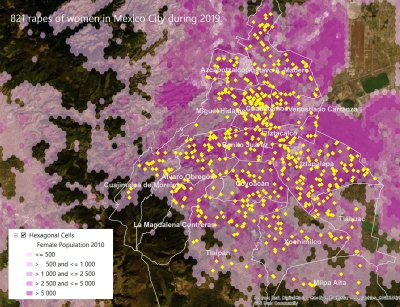 821 rapes of women in Mexico City during 2019.
Azcapotzalco
Gustavo A. Madero
Miguel Hidalgo
Cuauhtémoc
Venustiano Carranza
Iztacalco
Benito Juárez
Iztapalapa
Álvaro Obregón
Cuajimalpa de Morelos
Coyoacán
La Magdalena Contreras
Tláhuac
Xochimilco
Tlalpan
Milpa Alta
Hexagonal Cells
Female Population 2010
<= 500
> 500 and <= 1 000
> 1 000 and <= 2 500
> 2 500 and <= 5 000
> 5 000